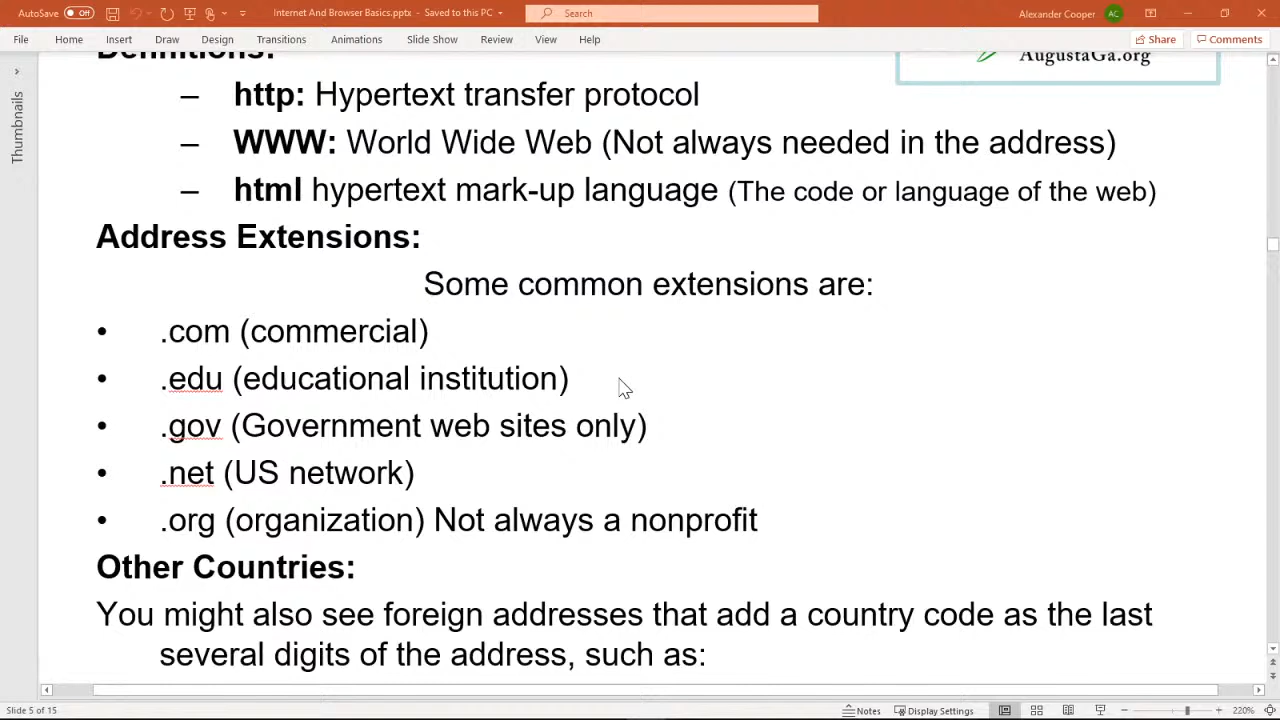 AutoSave Off Internet And Browser Basics.pptx - Saved to this PC Search Alexander Cooper AC
File Home Insert Draw Design Transitions Animations Slide Show Review View Help Share Comments
Definitions:
AugustaGa.org
Thumbnails
– http: Hypertext transfer protocol
– WWW: World Wide Web (Not always needed in the address)
– html hypertext mark-up language (The code or language of the web)
Address Extensions:
Some common extensions are:
• .com (commercial)
• .edu (educational institution)
• .gov (Government web sites only)
• .net (US network)
• .org (organization) Not always a nonprofit
Other Countries:
You might also see foreign addresses that add a country code as the last
several digits of the address, such as:
Slide 5 of 15 Notes Display Settings 220%